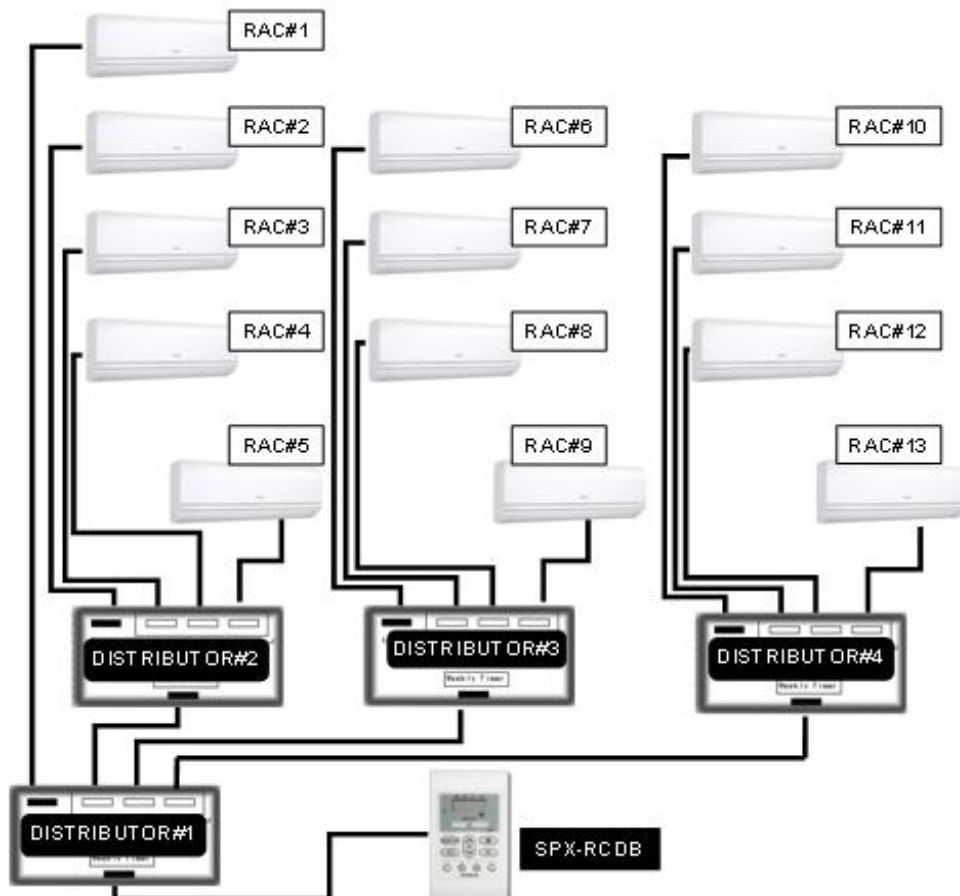 RAC#1
RAC#2
RAC#6
RAC#10
RAC#3
RAC#7
RAC#11
RAC#4
RAC#8
RAC#12
RAC#5
RAC#9
RAC#13
DISTRIBUTOR#2
DISTRIBUTOR#3
Weekly Timer
DISTRIBUTOR#4
Weekly Timer
DISTRIBUTOR#1
Weekly Timer
SPX-RCDB